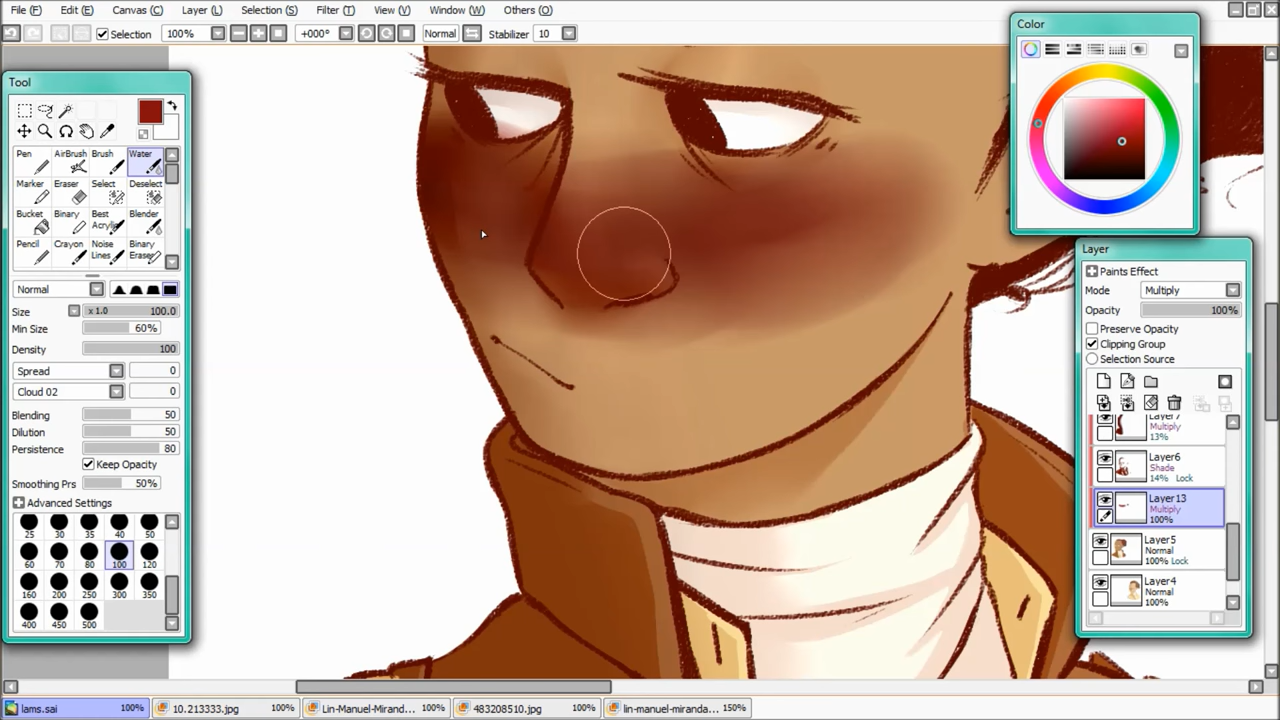 File (F) Edit (E) Canvas (C) Layer (L) Selection (S) Filter (T) View (V) Window (W) Others (O)
Selection 100% +000° Normal Stabilizer 10
Tool
Pen AirBrush Brush Water
Marker Eraser Select Deselect
Bucket Binary Best Acrylic Blender
Pencil Crayon Noise Lines Binary Eraser
Normal
Size x 1.0 100.0
Min Size 60%
Density 100
Spread 0
Cloud 02 0
Blending 50
Dilution 50
Persistence 80
Keep Opacity
Smoothing Prs 50%
Advanced Settings
25 30 35 40 50
60 70 80 100 120
160 200 250 300 350
400 450 500
Color
Layer
Paints Effect
Mode Multiply
Opacity 100%
Preserve Opacity
Clipping Group
Selection Source
Layer7
Multiply
13%
Layer6
Shade
14% Lock
Layer13
Multiply
100%
Layer5
Normal
100% Lock
Layer4
Normal
100%
lams.sai 100% 10.213333.jpg 100% Lin-Manuel-Mirand... 100% 483208510.jpg 100% lin-manuel-miranda... 150%